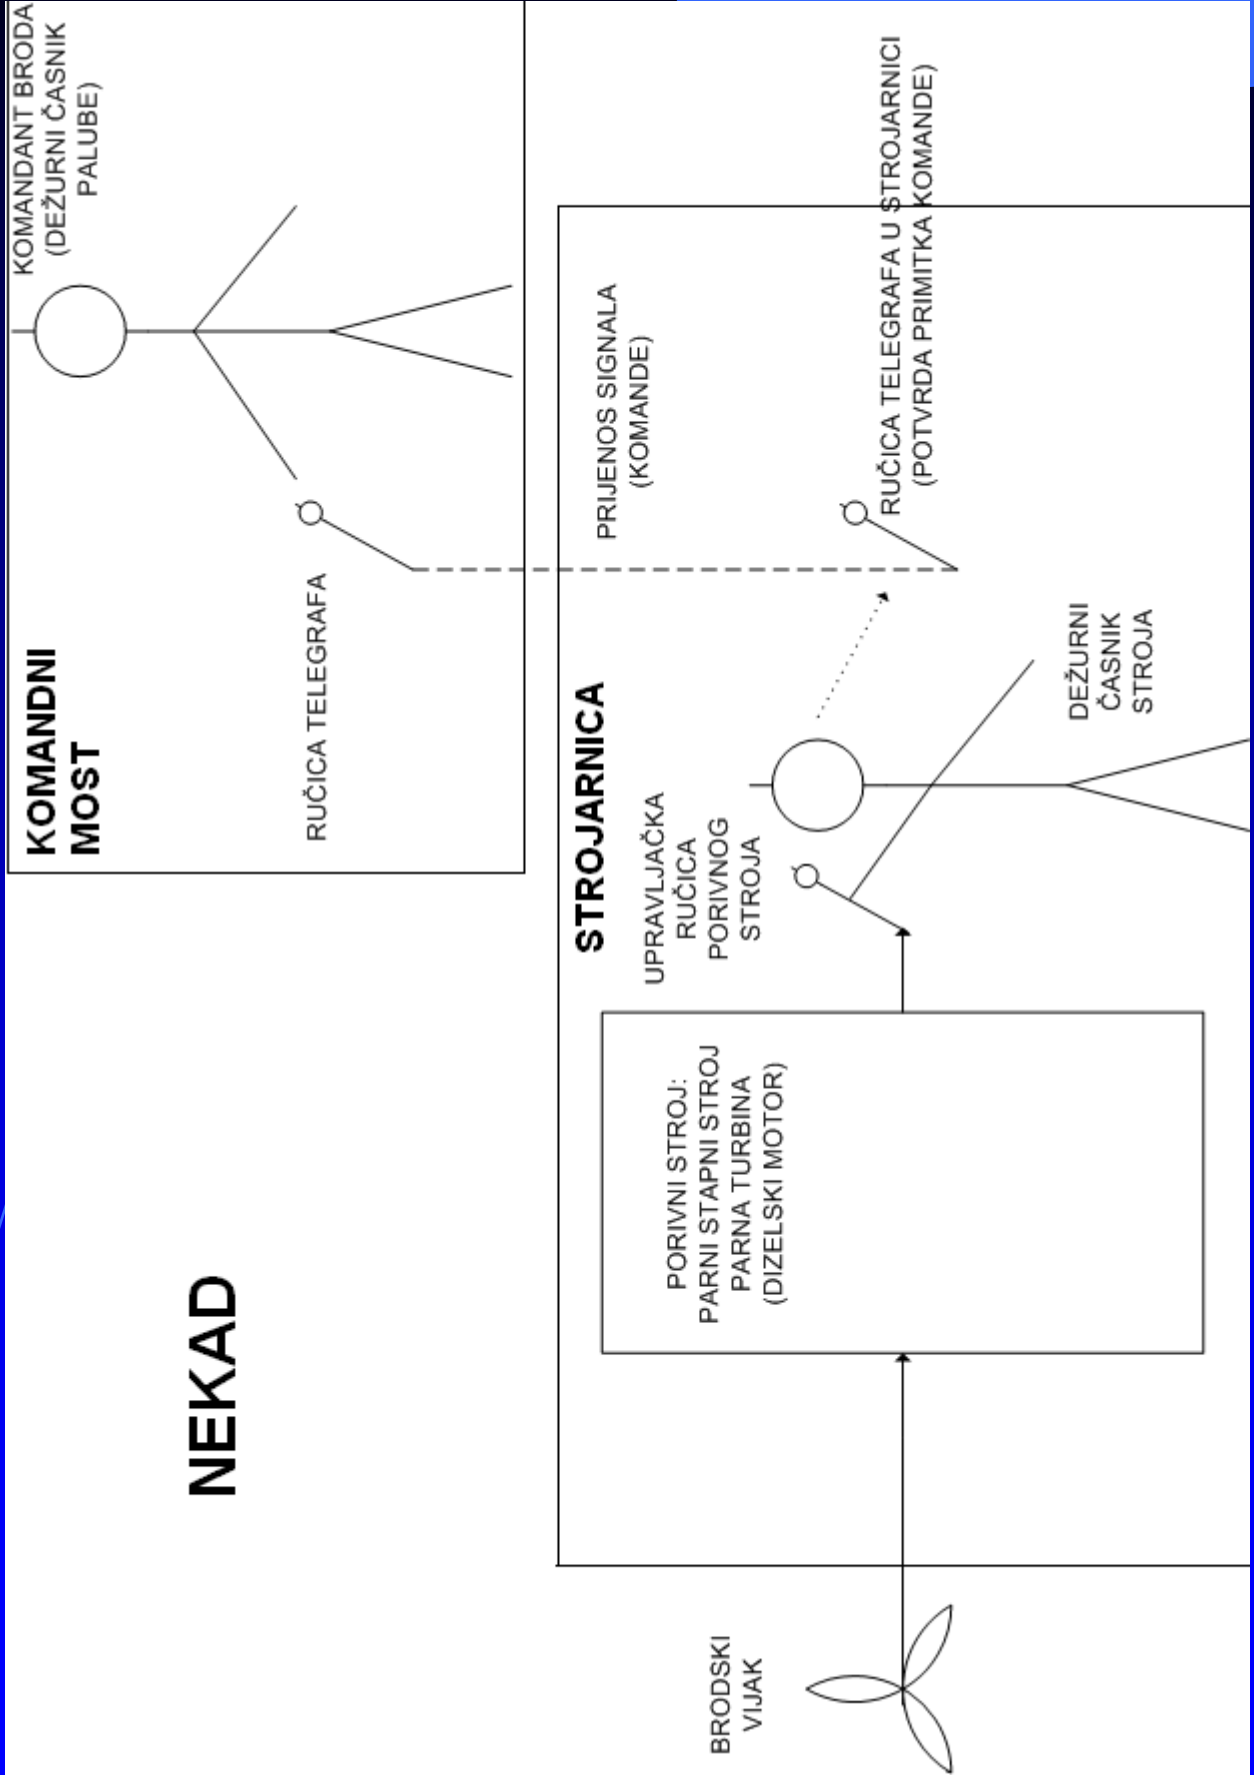 NEKAD
KOMANDNI
MOST
KOMANDANT BRODA
(DEŽURNI ČASNIK
PALUBE)
RUČICA TELEGRAFA
STROJARNICA
PRIJENOS SIGNALA
(KOMANDE)
UPRAVLJAČKA
RUČICA
PORIVNOG
STROJA
RUČICA TELEGRAFA U STROJARNICI
(POTVRDA PRIMITKA KOMANDE)
PORIVNI STROJ:
PARNI STAPNI STROJ
PARNA TURBINA
(DIZELSKI MOTOR)
DEŽURNI
ČASNIK
STROJA
BRODSKI
VIJAK